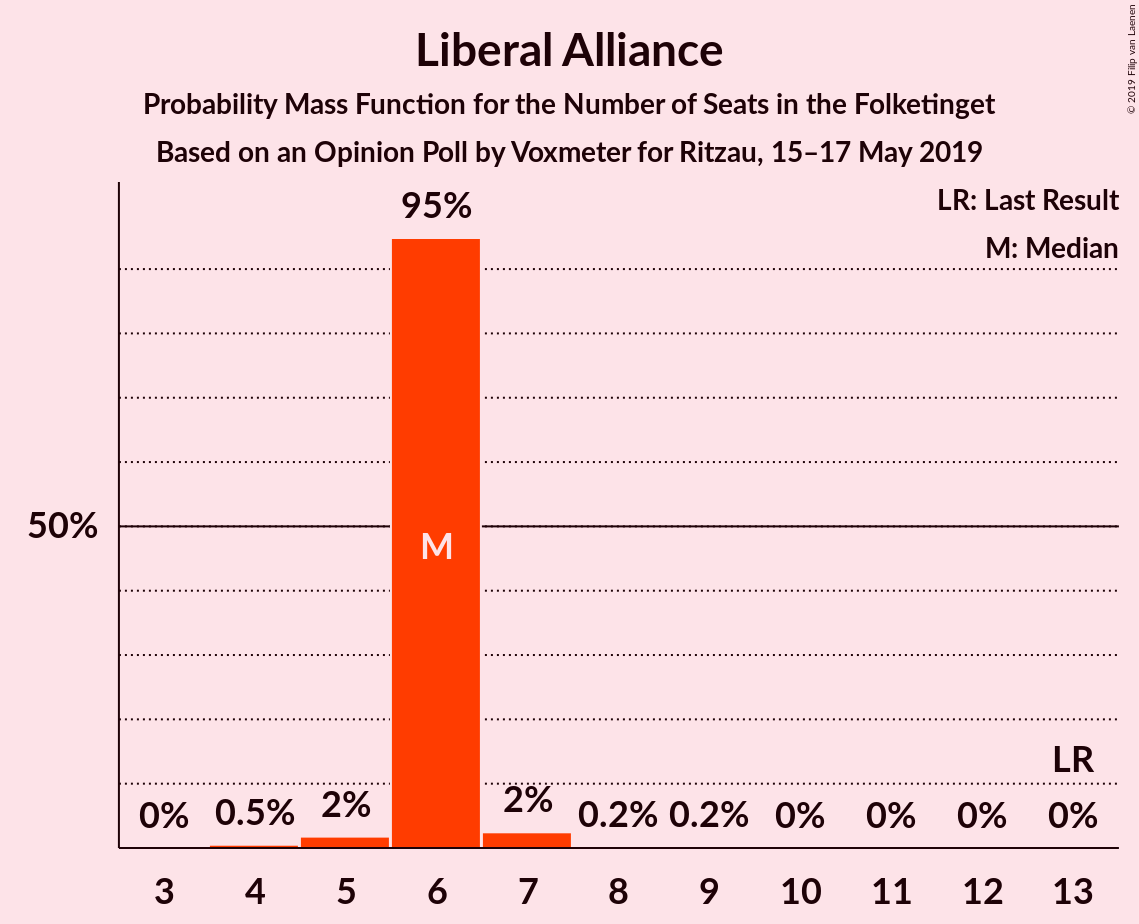 Liberal Alliance
Probability Mass Function for the Number of Seats in the Folketinget
Based on an Opinion Poll by Voxmeter for Ritzau, 15–17 May 2019
© 2019 Filip van Laenen
LR: Last Result
M: Median
95%
50%
M
LR
0% 0.5% 2% 2% 0.2% 0.2% 0% 0% 0% 0%
3 4 5 6 7 8 9 10 11 12 13